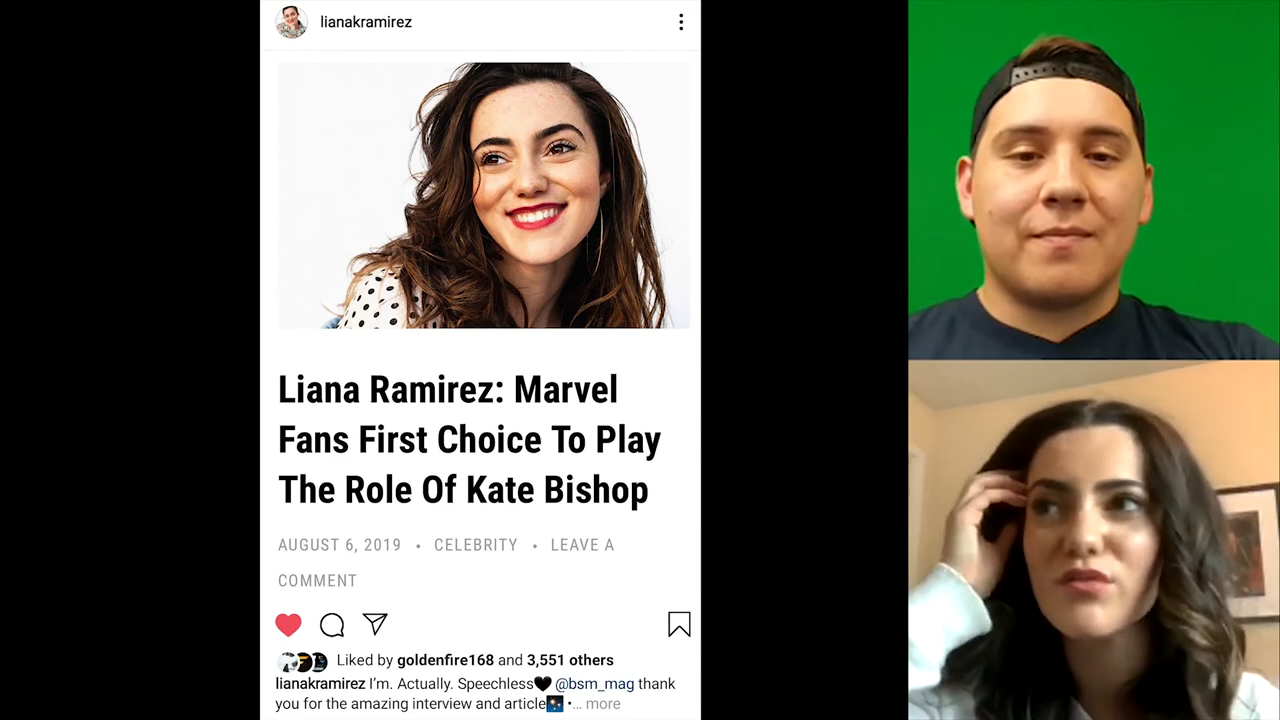 lianakramirez
Liana Ramirez: Marvel
Fans First Choice To Play
The Role Of Kate Bishop
AUGUST 6, 2019 • CELEBRITY • LEAVE A
COMMENT
Liked by goldenfire168 and 3,551 others
lianakramirez I'm. Actually. Speechless🖤 @bsm_mag thank
you for the amazing interview and article🎇 •... more